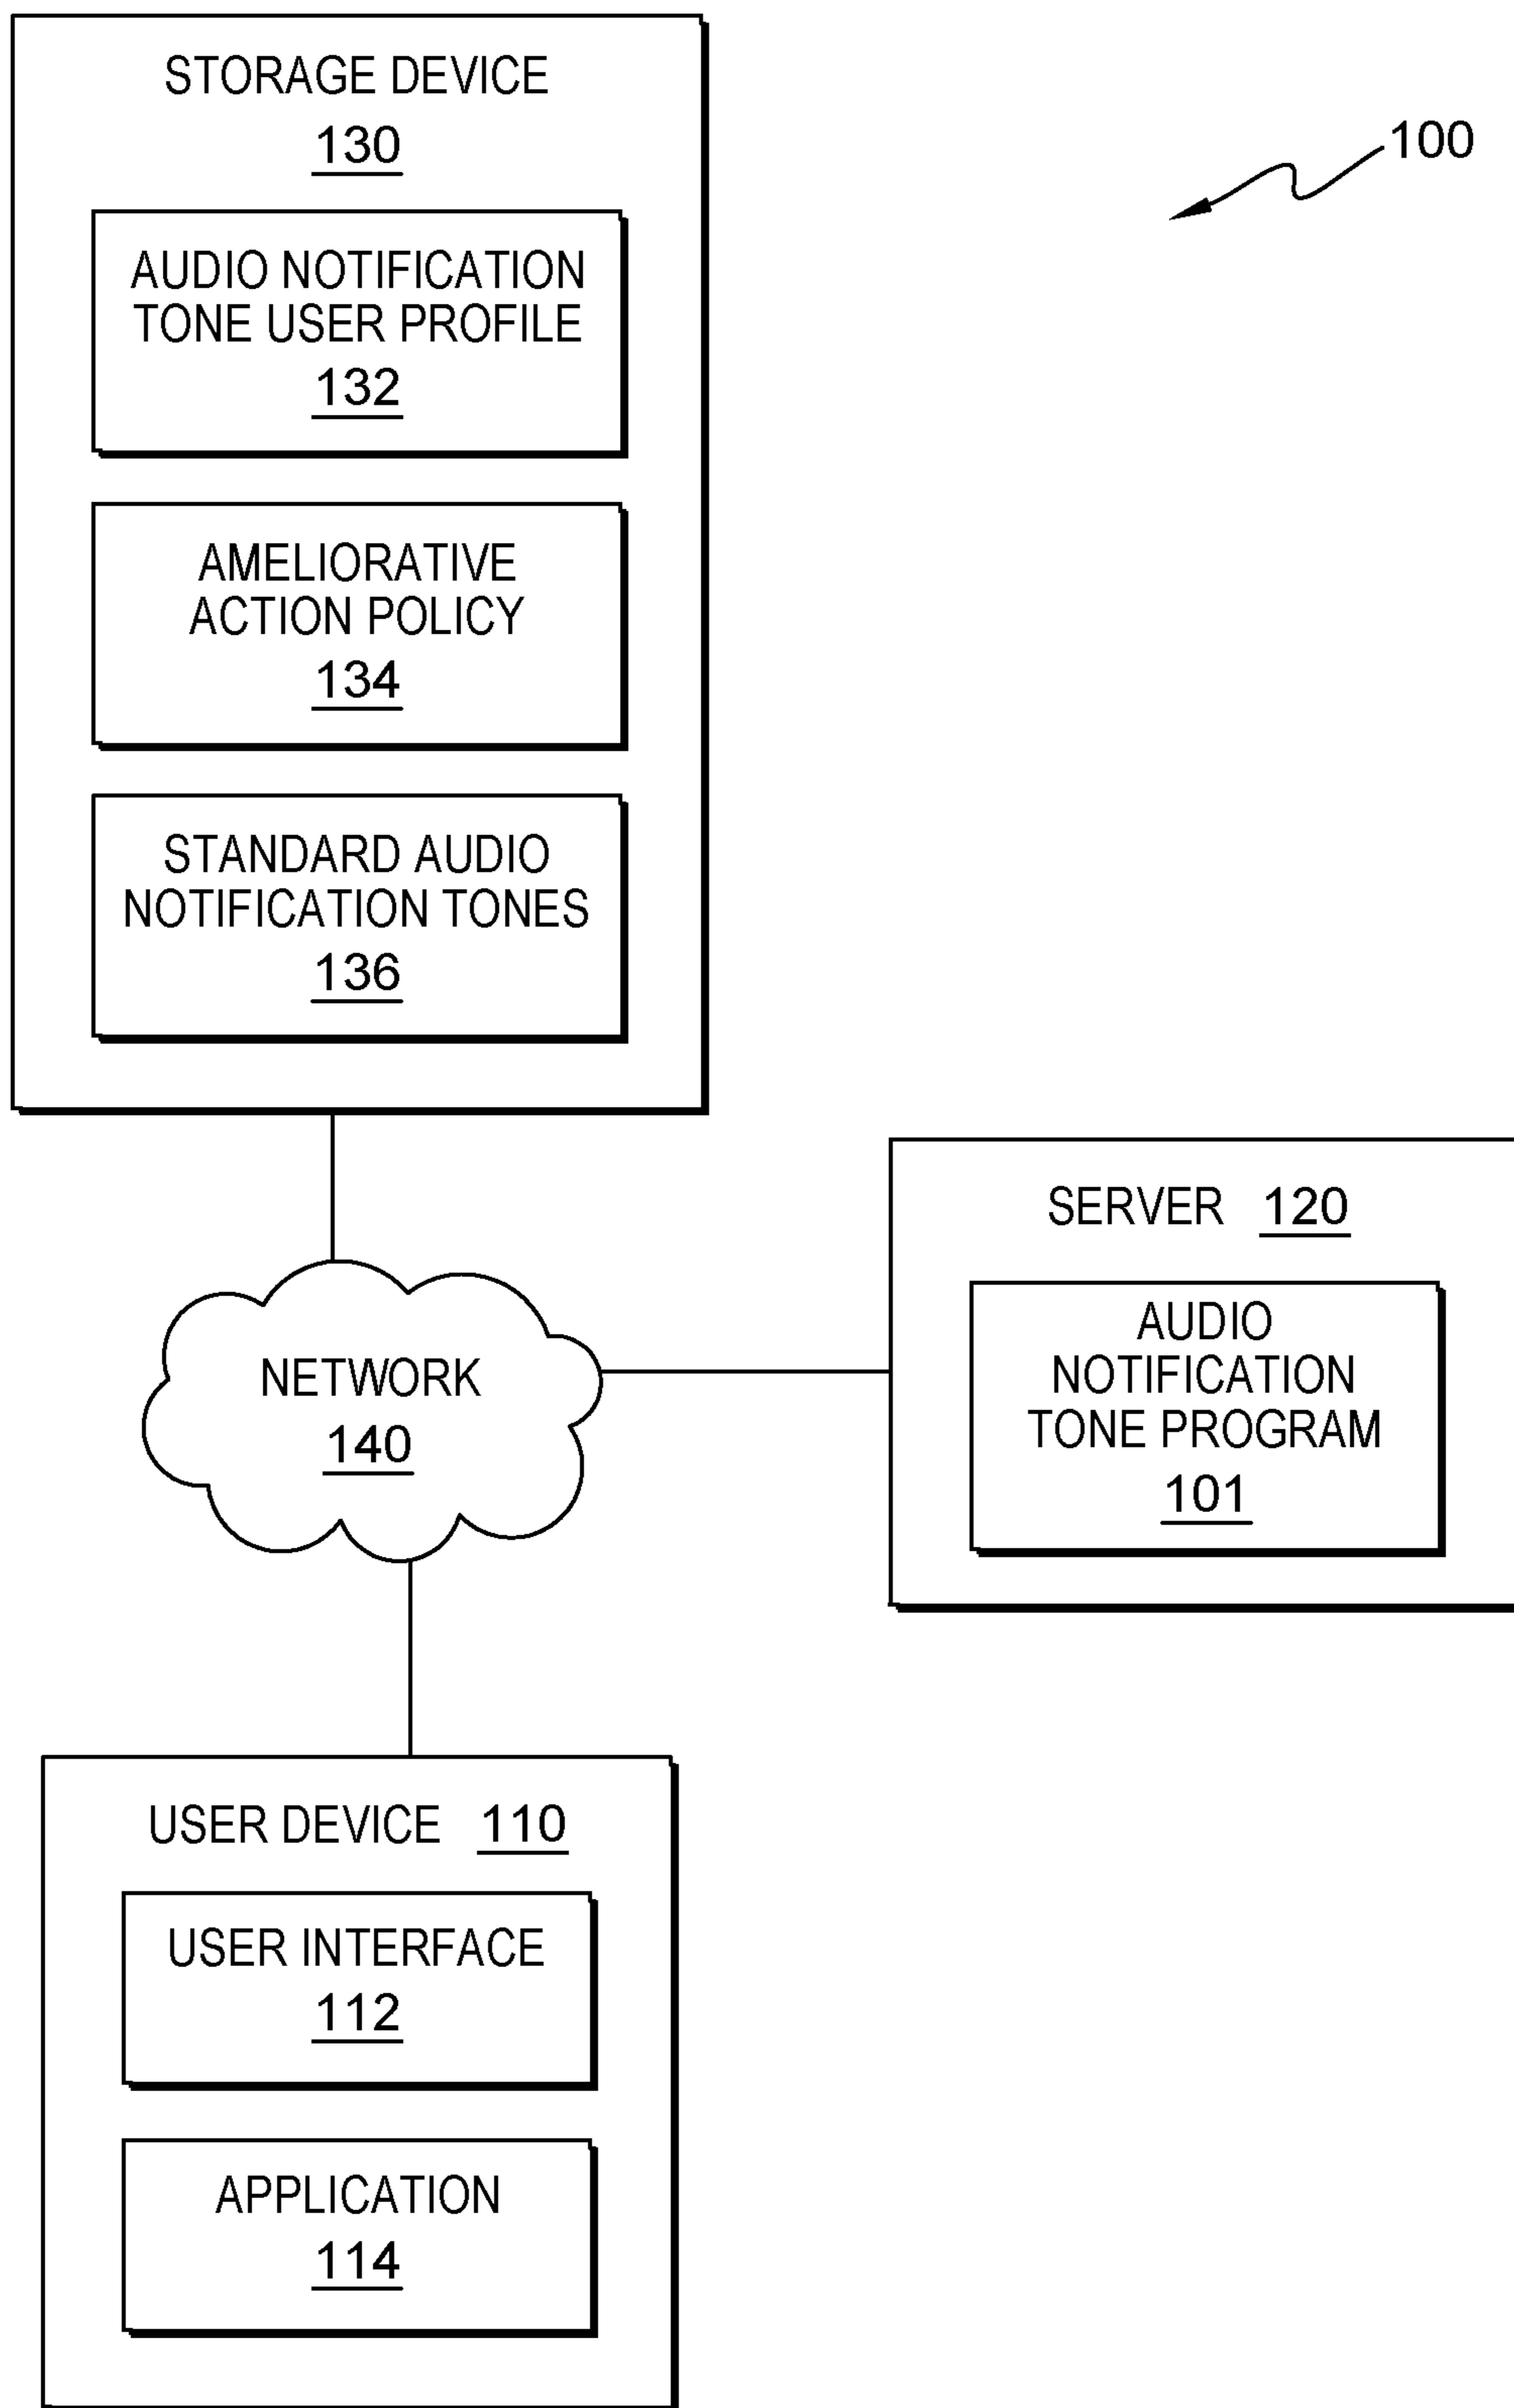 STORAGE DEVICE
130
100
AUDIO NOTIFICATION
TONE USER PROFILE
132
AMELIORATIVE
ACTION POLICY
134
STANDARD AUDIO
NOTIFICATION TONES
136
SERVER 120
AUDIO
NOTIFICATION
TONE PROGRAM
101
NETWORK
140
USER DEVICE 110
USER INTERFACE
112
APPLICATION
114